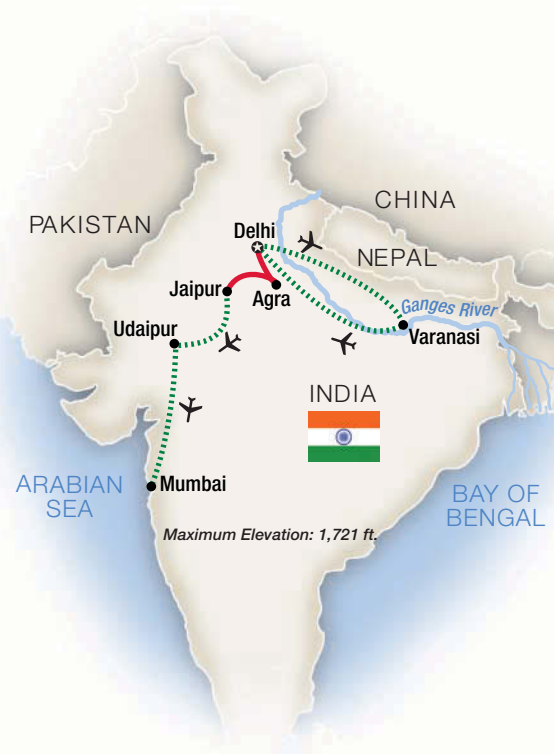 CHINA
PAKISTAN
Delhi
NEPAL
Jaipur
Agra
Ganges River
Udaipur
Varanasi
INDIA
ARABIAN
SEA
Mumbai
BAY OF
BENGAL
Maximum Elevation: 1,721 ft.